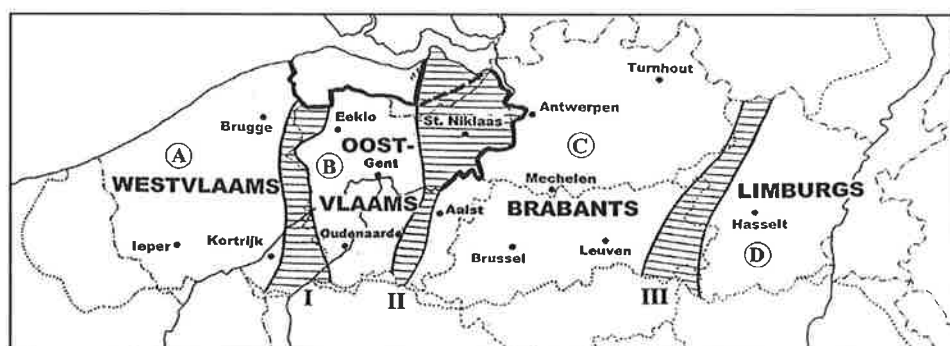 Turnhout
Antwerpen
Brugge
Eeklo
St. Niklaas
A
B
OOST-
Gent
C
WESTVLAAMS
Mechelen
LIMBURGS
VLAAMS
BRABANTS
Aalst
Hasselt
Ieper
Kortrijk
Oudenaarde
Brussel
Leuven
D
I
II
III